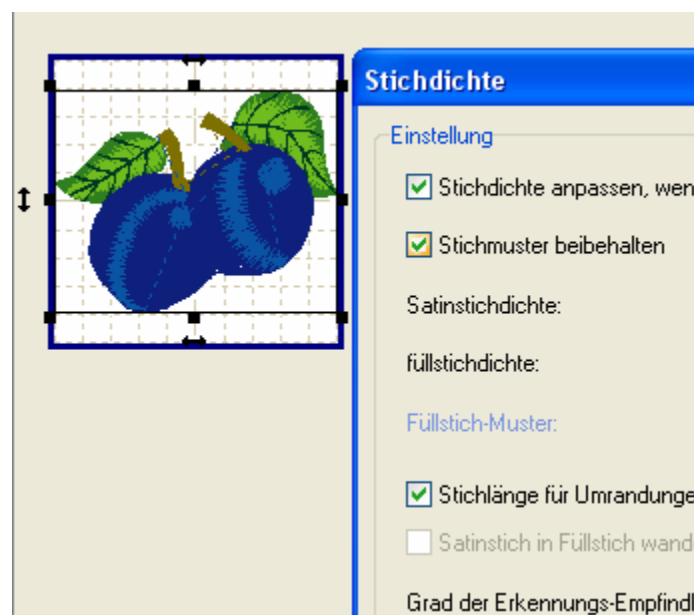 Stichdichte
Einstellung
Stichdichte anpassen, wen
Stichmuster beibehalten
Satinstichdichte:
füllstichdichte:
Füllstich-Muster:
Stichlänge für Umrandunge
Satinstich in Füllstich wand
Grad der Erkennungs-Empfindl